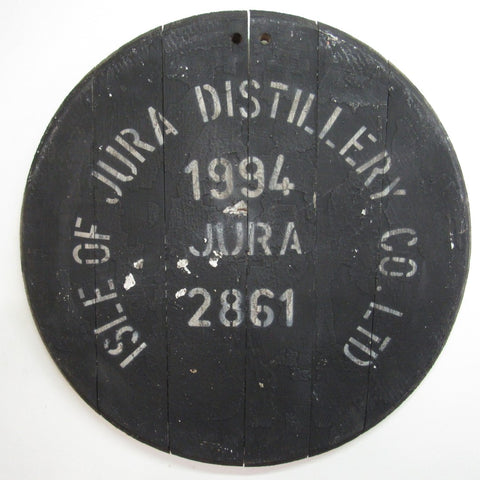 ISLE OF JURA DISTILLERY CO. LTD
1994
JURA
2861